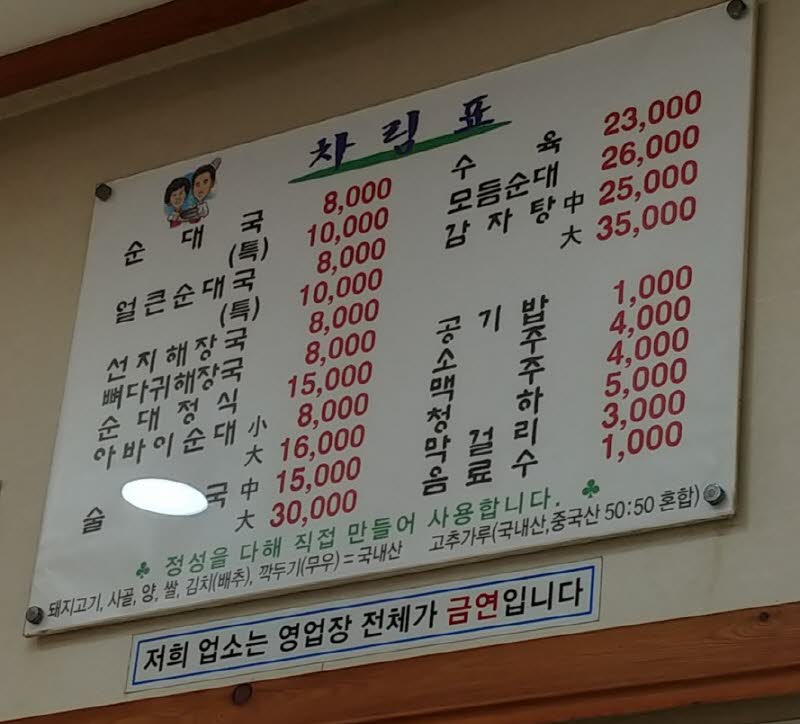 차림표
순대국 8,000
(특) 10,000
얼큰순대국 8,000
(특) 10,000
선지해장국 8,000
뼈다귀해장국 8,000
순대정식 15,000
아바이순대 小 8,000
大 16,000
술국 中 15,000
大 30,000
수육 23,000
모듬순대 26,000
감자탕 中 25,000
大 35,000
공기밥 1,000
소주 4,000
맥주 4,000
청하 5,000
막걸리 3,000
음료수 1,000
♣ 정성을 다해 직접 만들어 사용합니다. ♣
돼지고기, 사골, 양, 쌀, 김치(배추), 깍두기(무우) = 국내산 고추가루(국내산,중국산 50:50 혼합)
저희 업소는 영업장 전체가 금연입니다